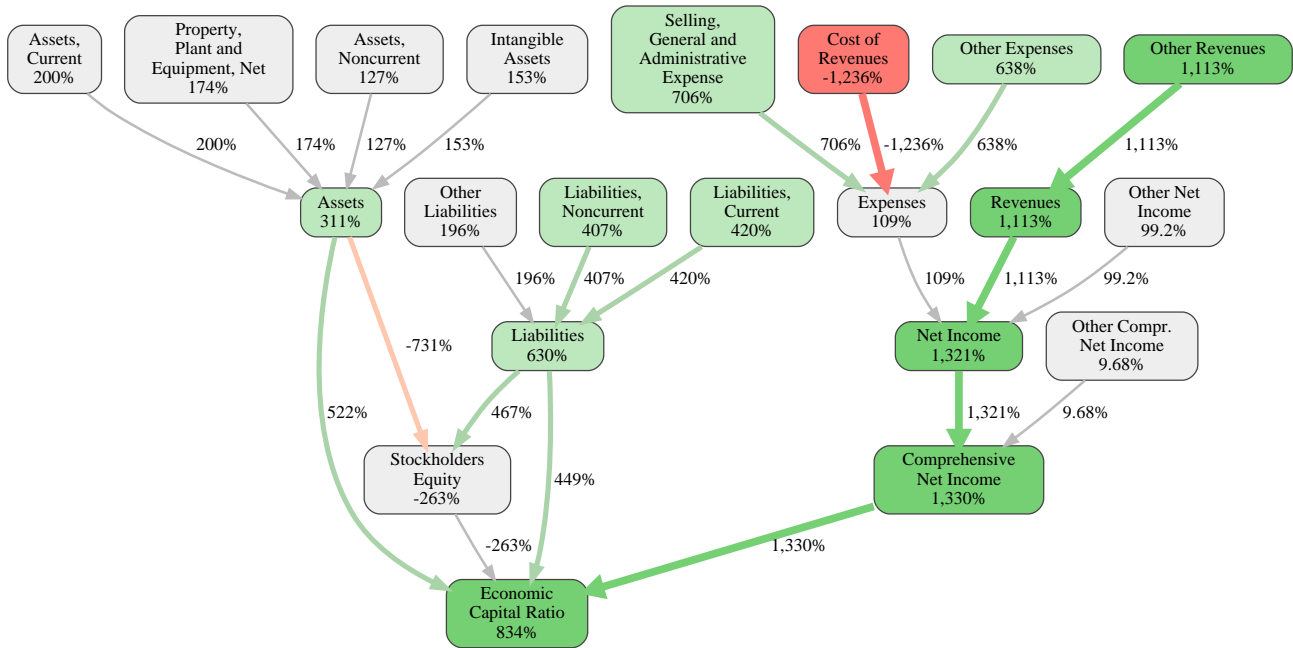 Assets,
Current
200%
Property,
Plant and
Equipment, Net
174%
Assets,
Noncurrent
127%
Intangible
Assets
153%
Selling,
General and
Administrative
Expense
706%
Cost of
Revenues
-1,236%
Other Expenses
638%
Other Revenues
1,113%
200%
174%
127%
153%
706%
-1,236%
638%
1,113%
Assets
311%
Other
Liabilities
196%
Liabilities,
Noncurrent
407%
Liabilities,
Current
420%
Expenses
109%
Revenues
1,113%
Other Net
Income
99.2%
196%
407%
420%
109%
1,113%
99.2%
-731%
Liabilities
630%
Net Income
1,321%
Other Compr.
Net Income
9.68%
522%
467%
1,321%
9.68%
Stockholders
Equity
-263%
449%
Comprehensive
Net Income
1,330%
-263%
1,330%
Economic
Capital Ratio
834%